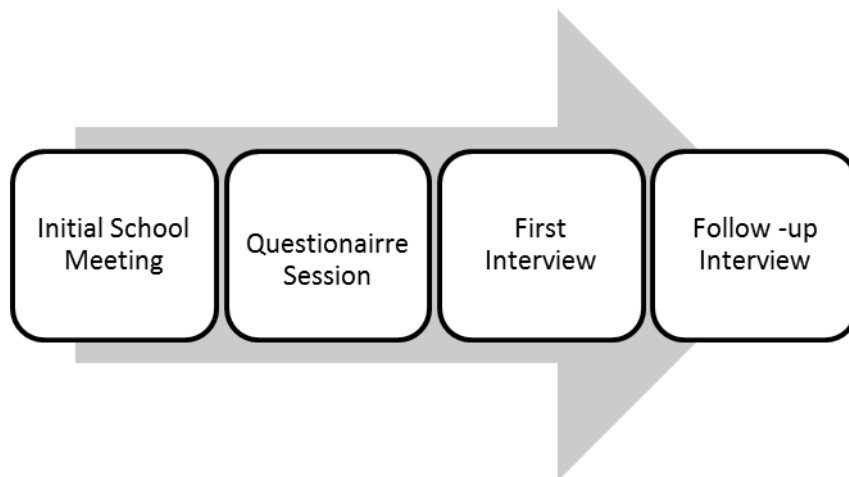 Initial School
Meeting
Questionairre
Session
First
Interview
Follow -up
Interview